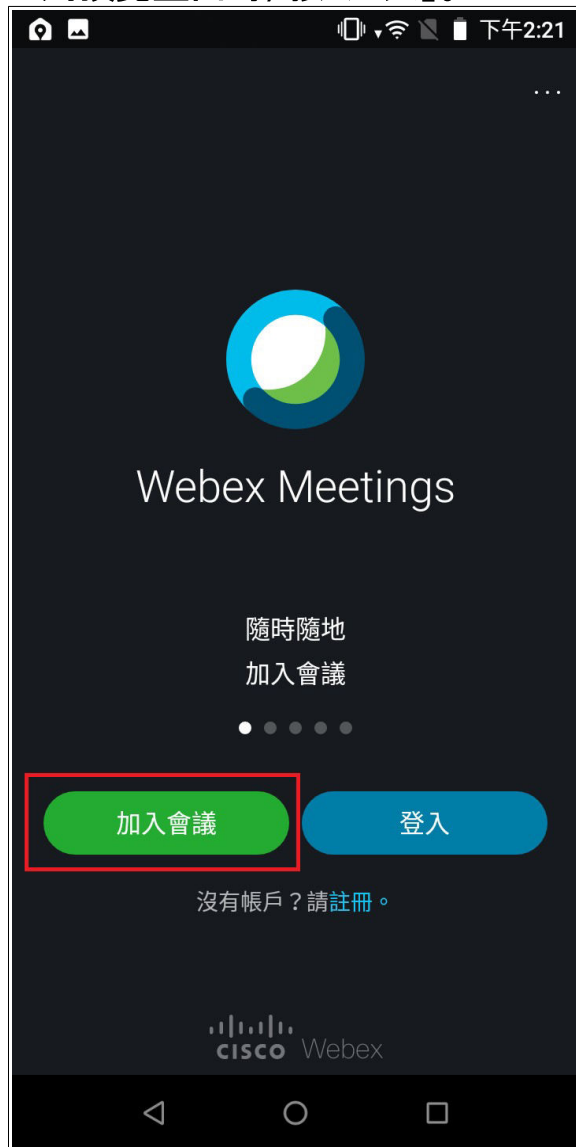 下午2:21
...
Webex Meetings
隨時隨地
加入會議
加入會議
登入
沒有帳戶？請註冊。
CISCO Webex